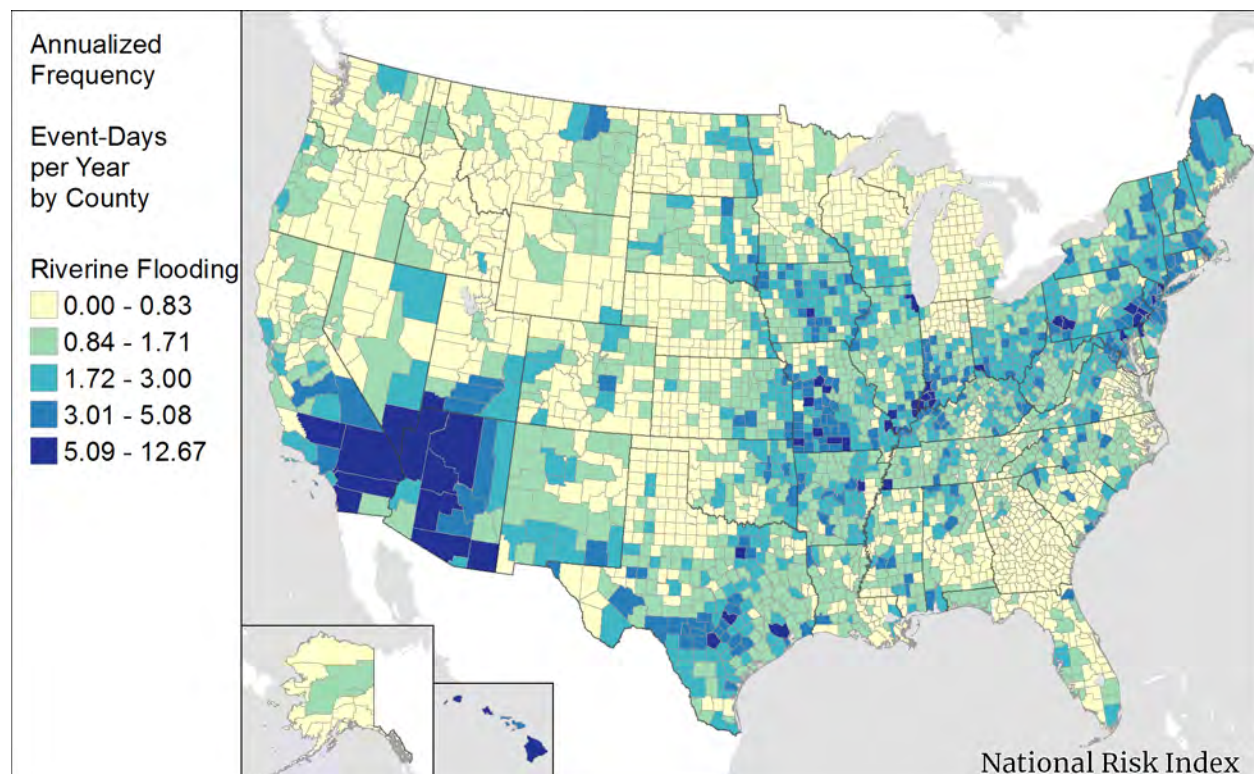 Annualized
Frequency
Event-Days
per Year
by County
Riverine Flooding
0.00 - 0.83
0.84 - 1.71
1.72 - 3.00
3.01 - 5.08
5.09 - 12.67
National Risk Index